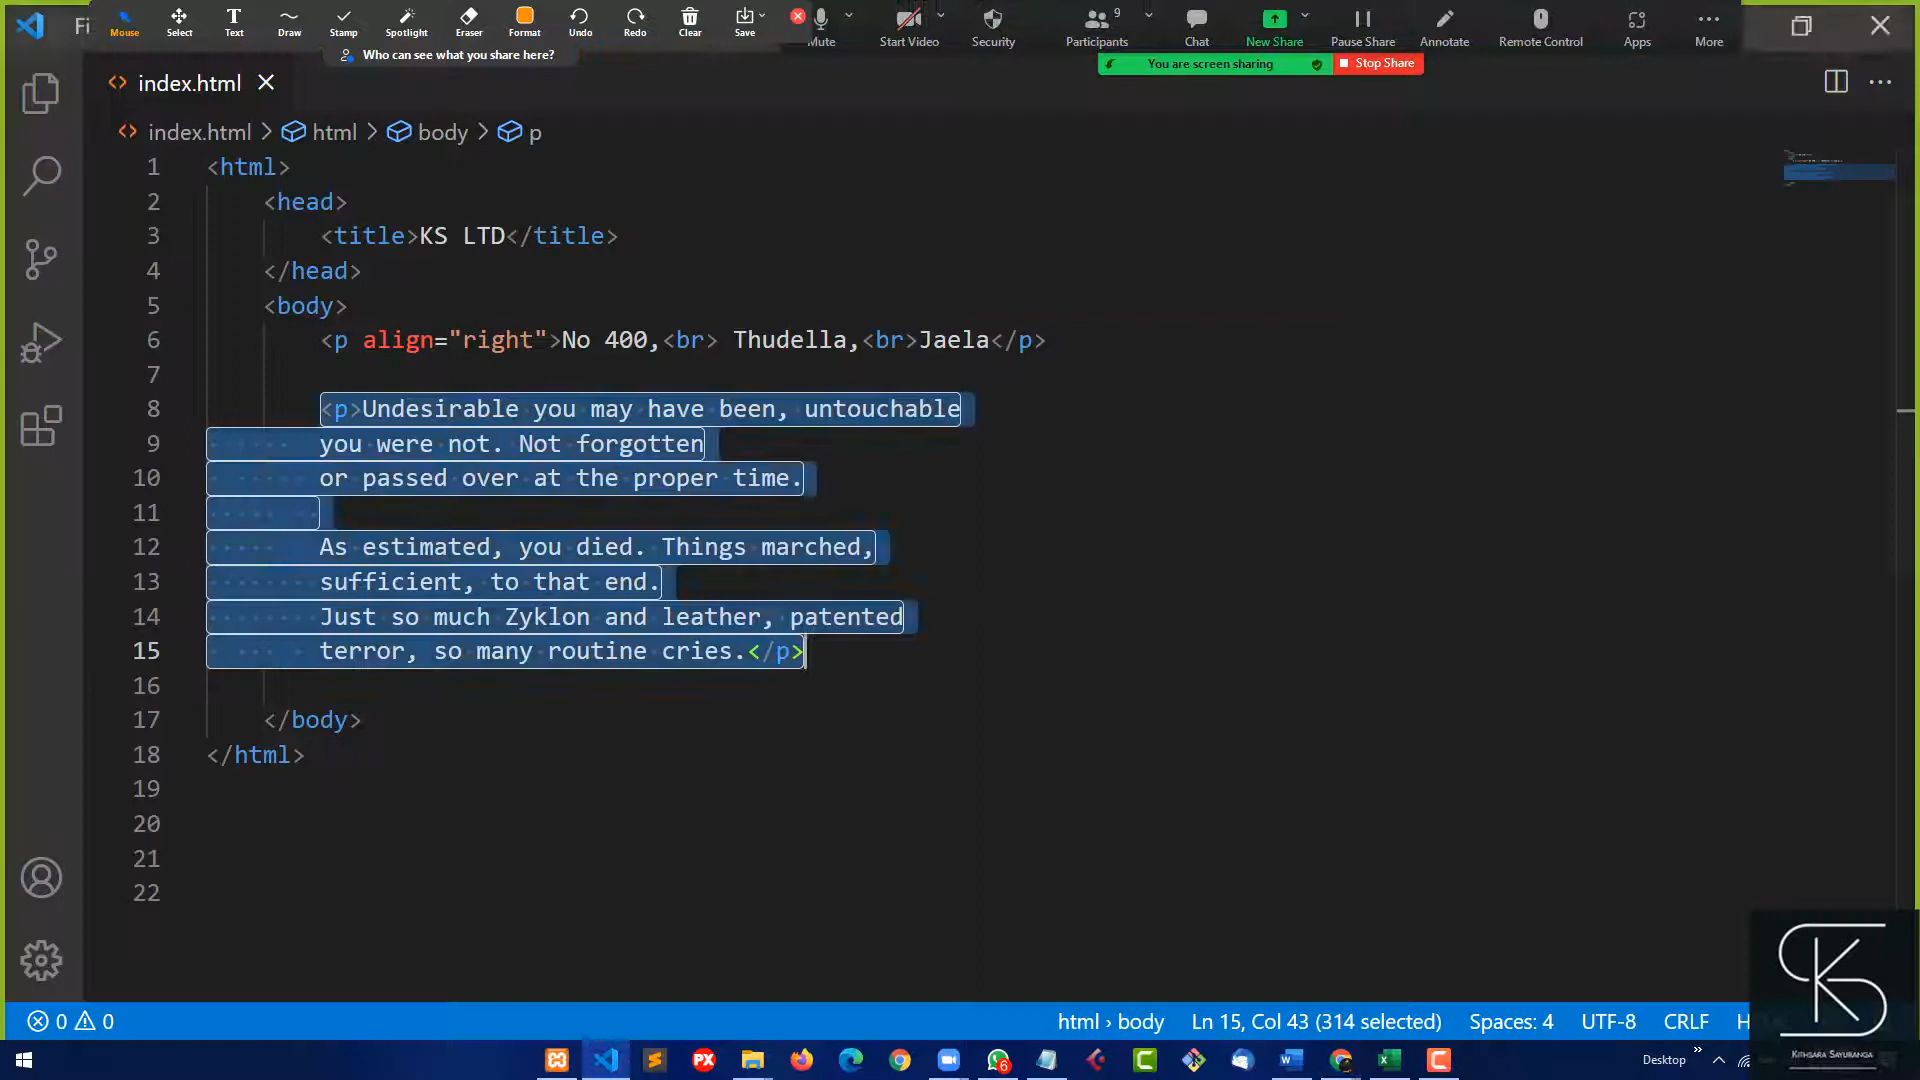 Fi
Mouse Select Text Draw Stamp Spotlight Eraser Format Undo Redo Clear Save Mute Start Video Security Participants 9 Chat New Share Pause Share Annotate Remote Control Apps More
Who can see what you share here?
You are screen sharing Stop Share
index.html
index.html > html > body > p
1 <html>
2 <head>
3 <title>KS LTD</title>
4 </head>
5 <body>
6 <p align="right">No 400,<br> Thudella,<br>Jaela</p>
7
8 <p>Undesirable you may have been, untouchable
9 you were not. Not forgotten
10 or passed over at the proper time.
11
12 As estimated, you died. Things marched,
13 sufficient, to that end.
14 Just so much Zyklon and leather, patented
15 terror, so many routine cries.</p>
16
17 </body>
18 </html>
19
20
21
22
KS
KITHSARA SAYURANGA
0 0 html › body Ln 15, Col 43 (314 selected) Spaces: 4 UTF-8 CRLF H
PX 6 Desktop